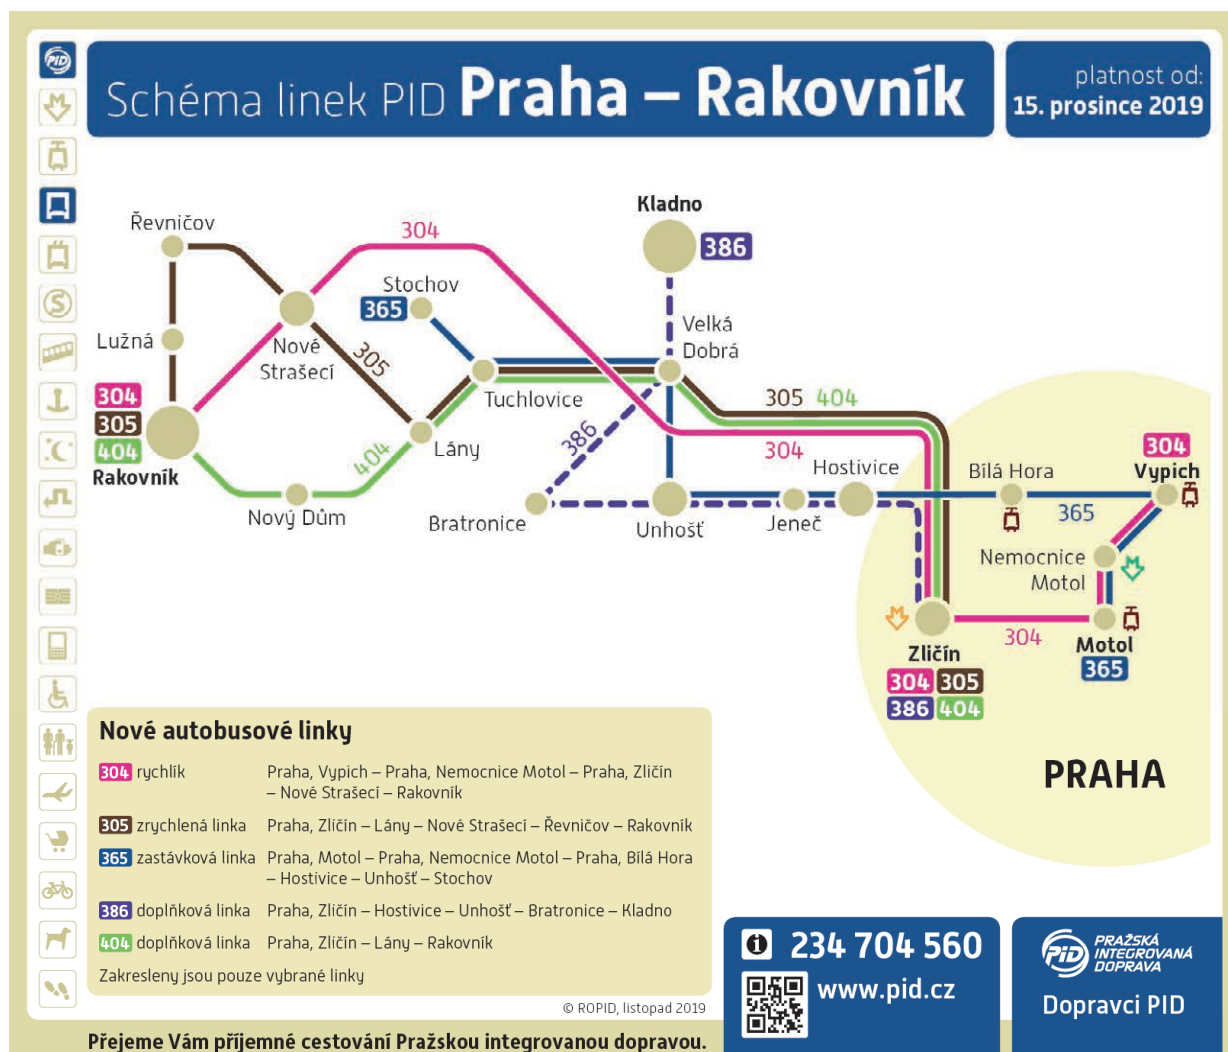 PID
Schéma linek PID Praha – Rakovník
platnost od:
15. prosince 2019
Řevničov
304
Kladno
386
Stochov
365
Velká
Dobrá
Lužná
Nové
Strašecí
305
Tuchlovice
304
305
404
Rakovník
404
Lány
386
305 404
304
Hostivice
Bílá Hora
304
Vypich
Nový Dům
Bratronice
Unhošť
Jeneč
365
Nemocnice
Motol
304
Zličín
304 305
386 404
Motol
365
PRAHA
Nové autobusové linky
304 rychlík Praha, Vypich – Praha, Nemocnice Motol – Praha, Zličín
– Nové Strašecí – Rakovník
305 zrychlená linka Praha, Zličín – Lány – Nové Strašecí – Řevničov – Rakovník
365 zastávková linka Praha, Motol – Praha, Nemocnice Motol – Praha, Bílá Hora
– Hostivice – Unhošť – Stochov
386 doplňková linka Praha, Zličín – Hostivice – Unhošť – Bratronice – Kladno
404 doplňková linka Praha, Zličín – Lány – Rakovník
Zakresleny jsou pouze vybrané linky
© ROPID, listopad 2019
234 704 560
www.pid.cz
PID PRAŽSKÁ
INTEGROVANÁ
DOPRAVA
Dopravci PID
Přejeme Vám příjemné cestování Pražskou integrovanou dopravou.